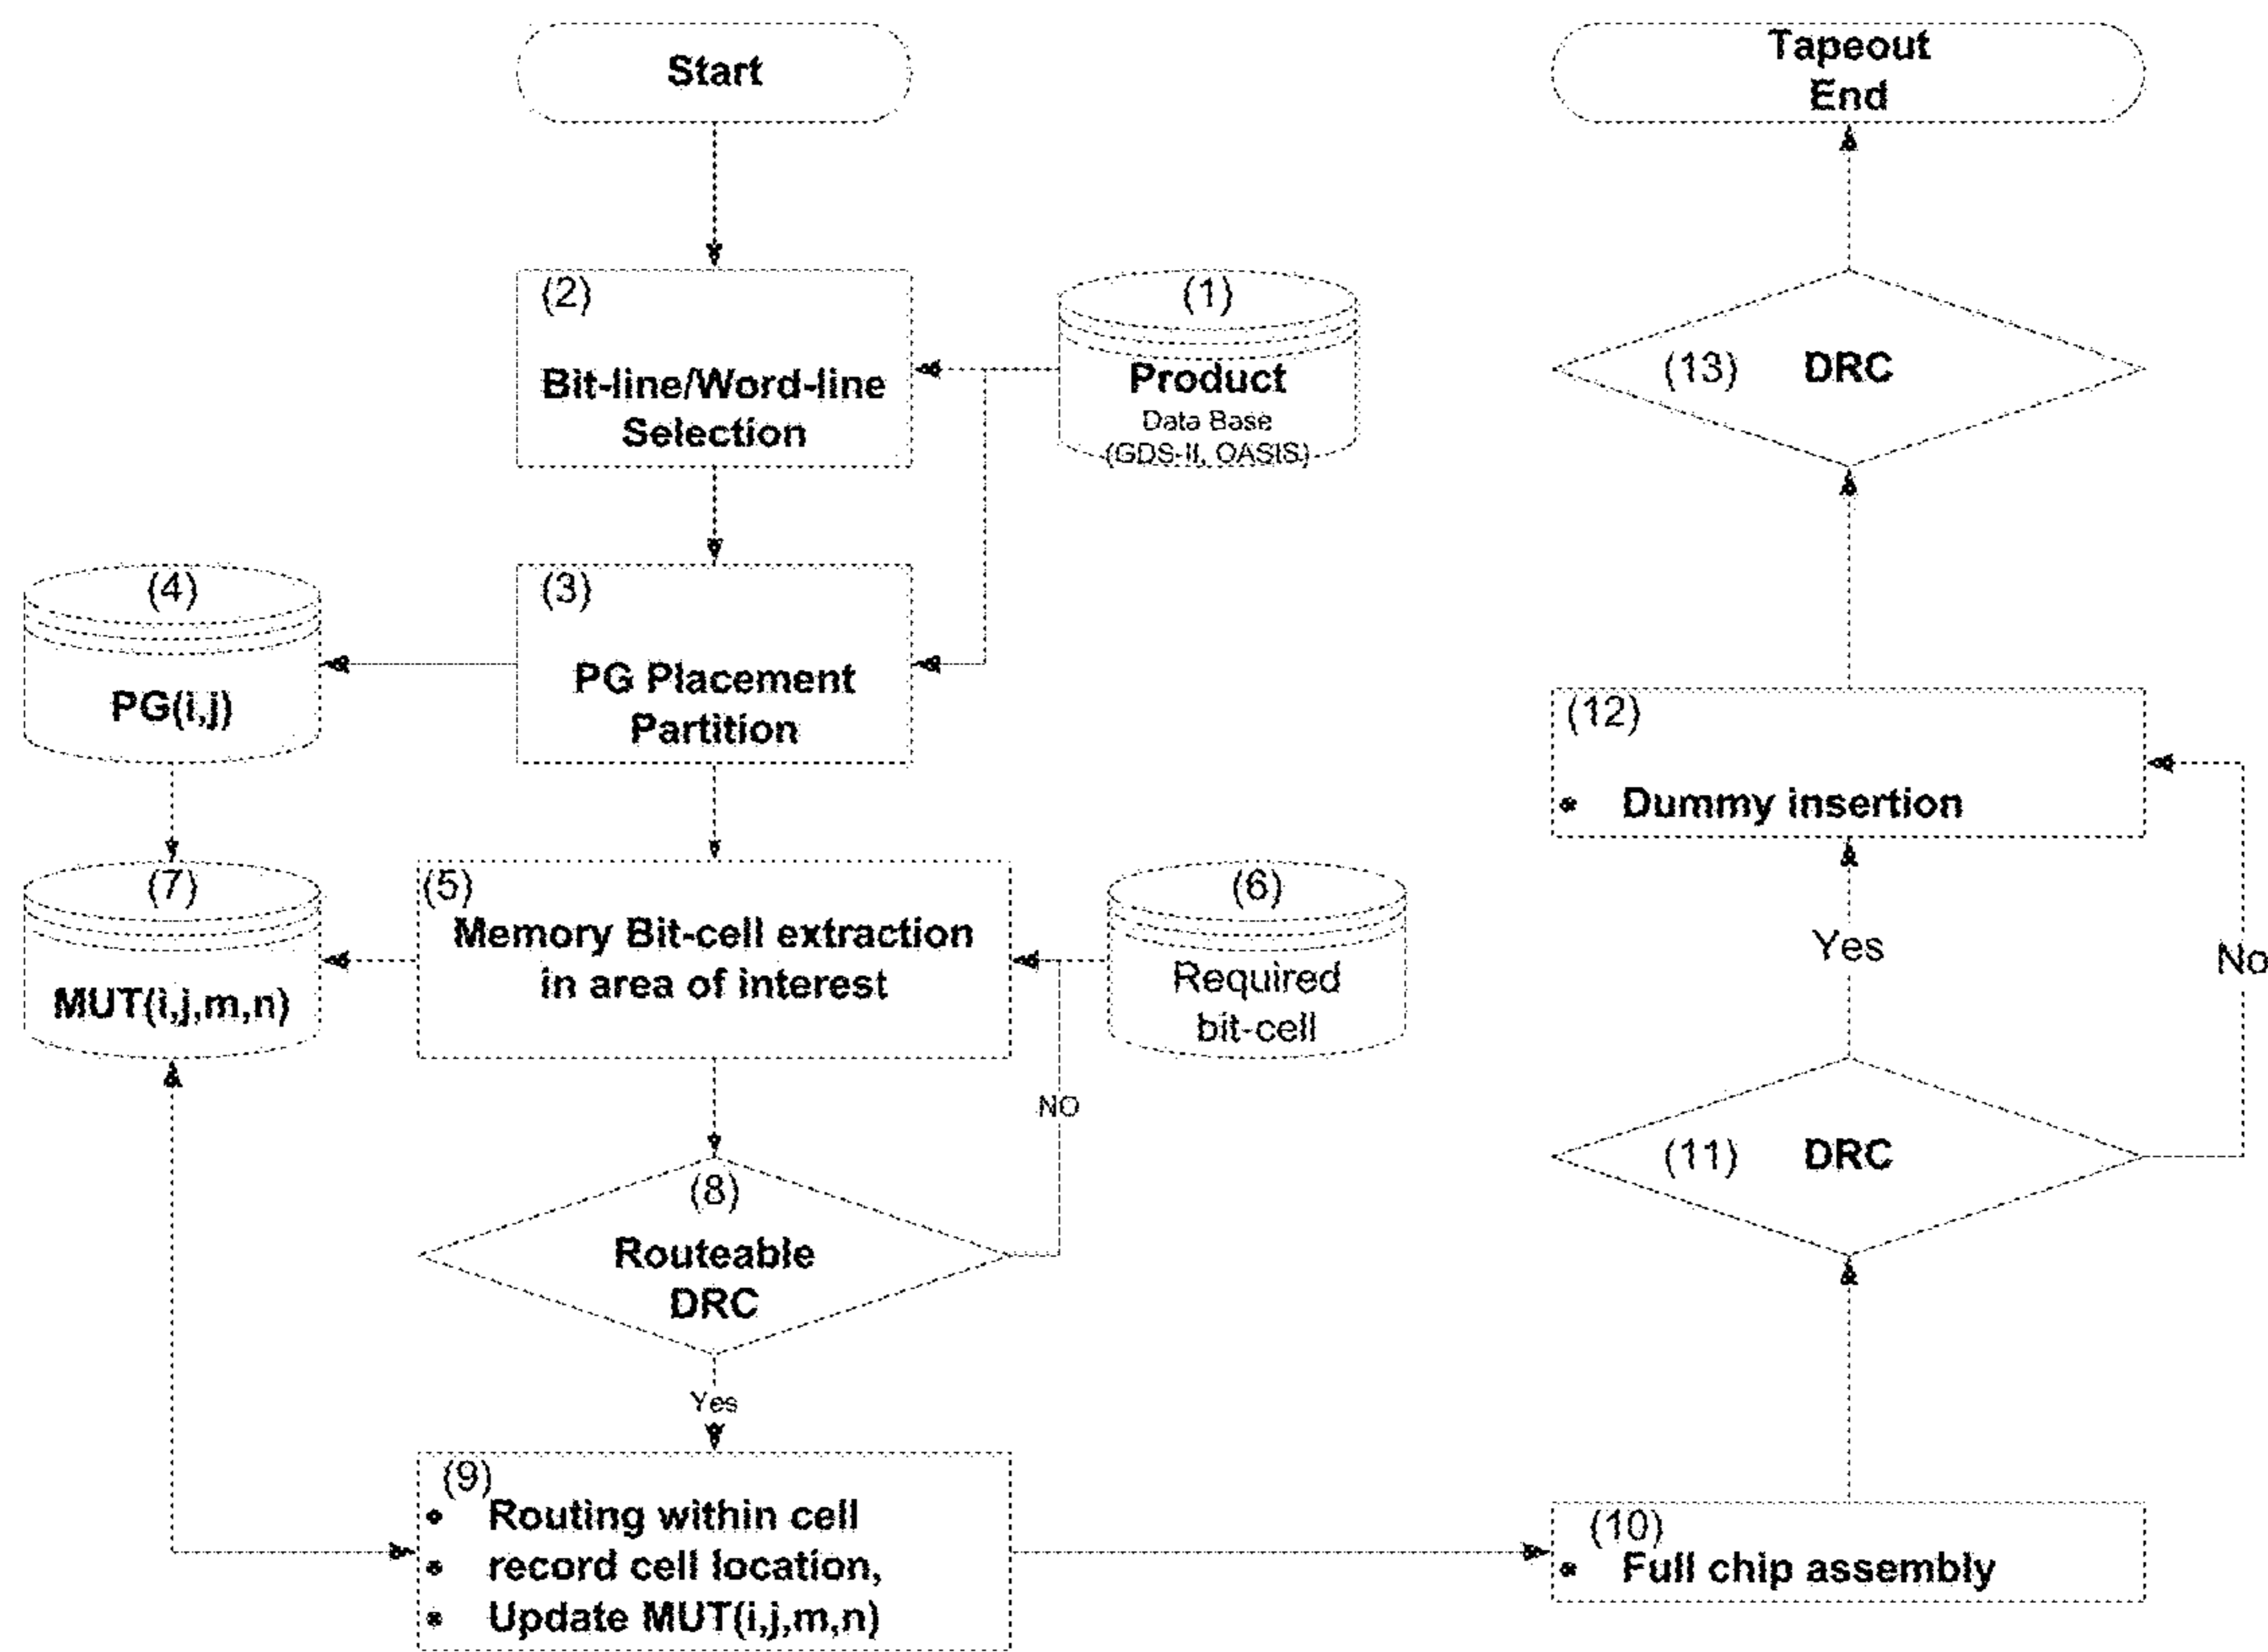 Start
Tapeout
End
(2)
Bit-line/Word-line
Selection
(1)
Product
Data Base
(GDS-II, OASIS)
(13) DRC
(4)
PG(i,j)
(3)
PG Placement
Partition
(12)
• Dummy insertion
(7)
MUT(i,j,m,n)
(5)
Memory Bit-cell extraction
in area of interest
(6)
Required
bit-cell
Yes
No
NO
(8)
Routeable
DRC
(11) DRC
Yes
(9)
• Routing within cell
• record cell location,
• Update MUT(i,j,m,n)
(10)
• Full chip assembly